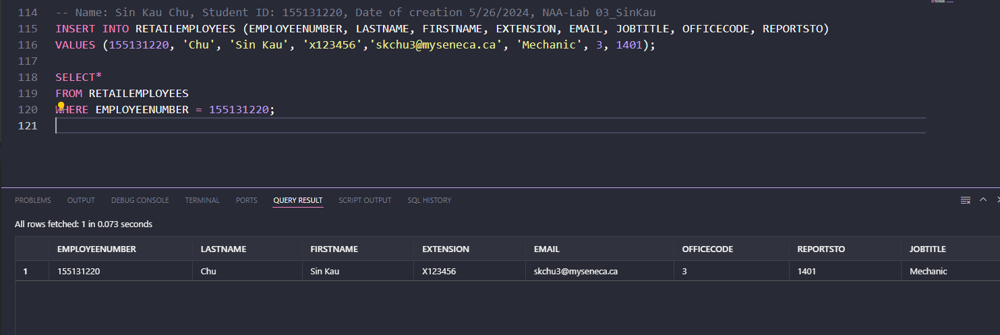 114 -- Name: Sin Kau Chu, Student ID: 155131220, Date of creation 5/26/2024, NAA-Lab 03_SinKau
115 INSERT INTO RETAILEMPLOYEES (EMPLOYEENUMBER, LASTNAME, FIRSTNAME, EXTENSION, EMAIL, JOBTITLE, OFFICECODE, REPORTSTO)
116 VALUES (155131220, 'Chu', 'Sin Kau', 'x123456','skchu3@myseneca.ca', 'Mechanic', 3, 1401);
117
118 SELECT*
119 FROM RETAILEMPLOYEES
120 WHERE EMPLOYEENUMBER = 155131220;
121
PROBLEMS OUTPUT DEBUG CONSOLE TERMINAL PORTS QUERY RESULT SCRIPT OUTPUT SQL HISTORY
All rows fetched: 1 in 0.073 seconds
EMPLOYEENUMBER LASTNAME FIRSTNAME EXTENSION EMAIL OFFICECODE REPORTSTO JOBTITLE
1 155131220 Chu Sin Kau X123456 skchu3@myseneca.ca 3 1401 Mechanic